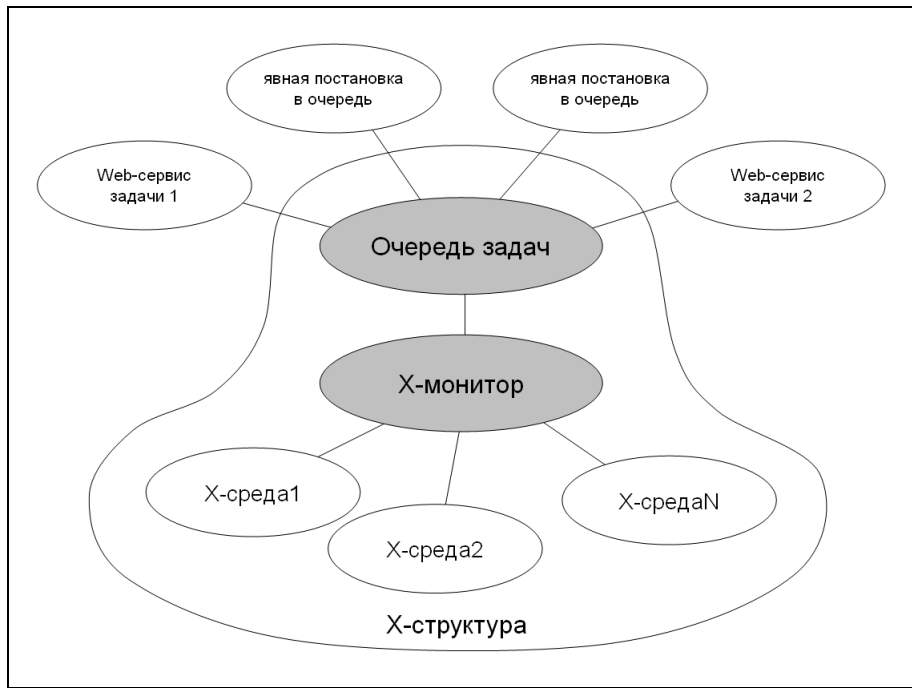 явная постановка
в очередь
явная постановка
в очередь
Web-сервис
задачи 1
Web-сервис
задачи 2
Очередь задач
X-монитор
X-среда1
X-среда2
X-средаN
X-структура